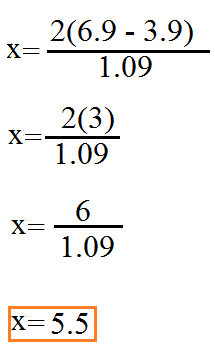 x= 2(6.9 - 3.9)
1.09
x= 2(3)
1.09
x= 6
1.09
x= 5.5